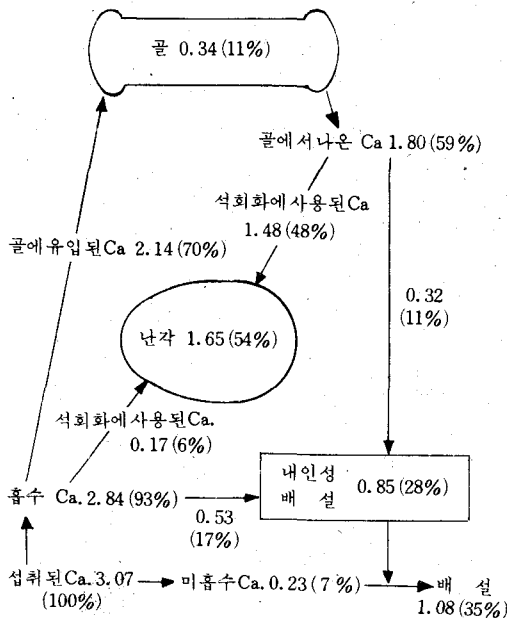 골 0.34 (11%)
골에서나온 Ca 1.80 (59%)
석회화에사용된Ca
1.48 (48%)
골에유입된Ca 2.14 (70%)
0.32
(11%)
난각 1.65 (54%)
석회화에사용된Ca.
0.17 (6%)
내인성
배 설
0.85 (28%)
흡수 Ca. 2.84 (93%)
0.53
(17%)
섭취된Ca. 3.07
(100%)
미흡수Ca. 0.23 ( 7 %)
배 설
1.08 (35%)